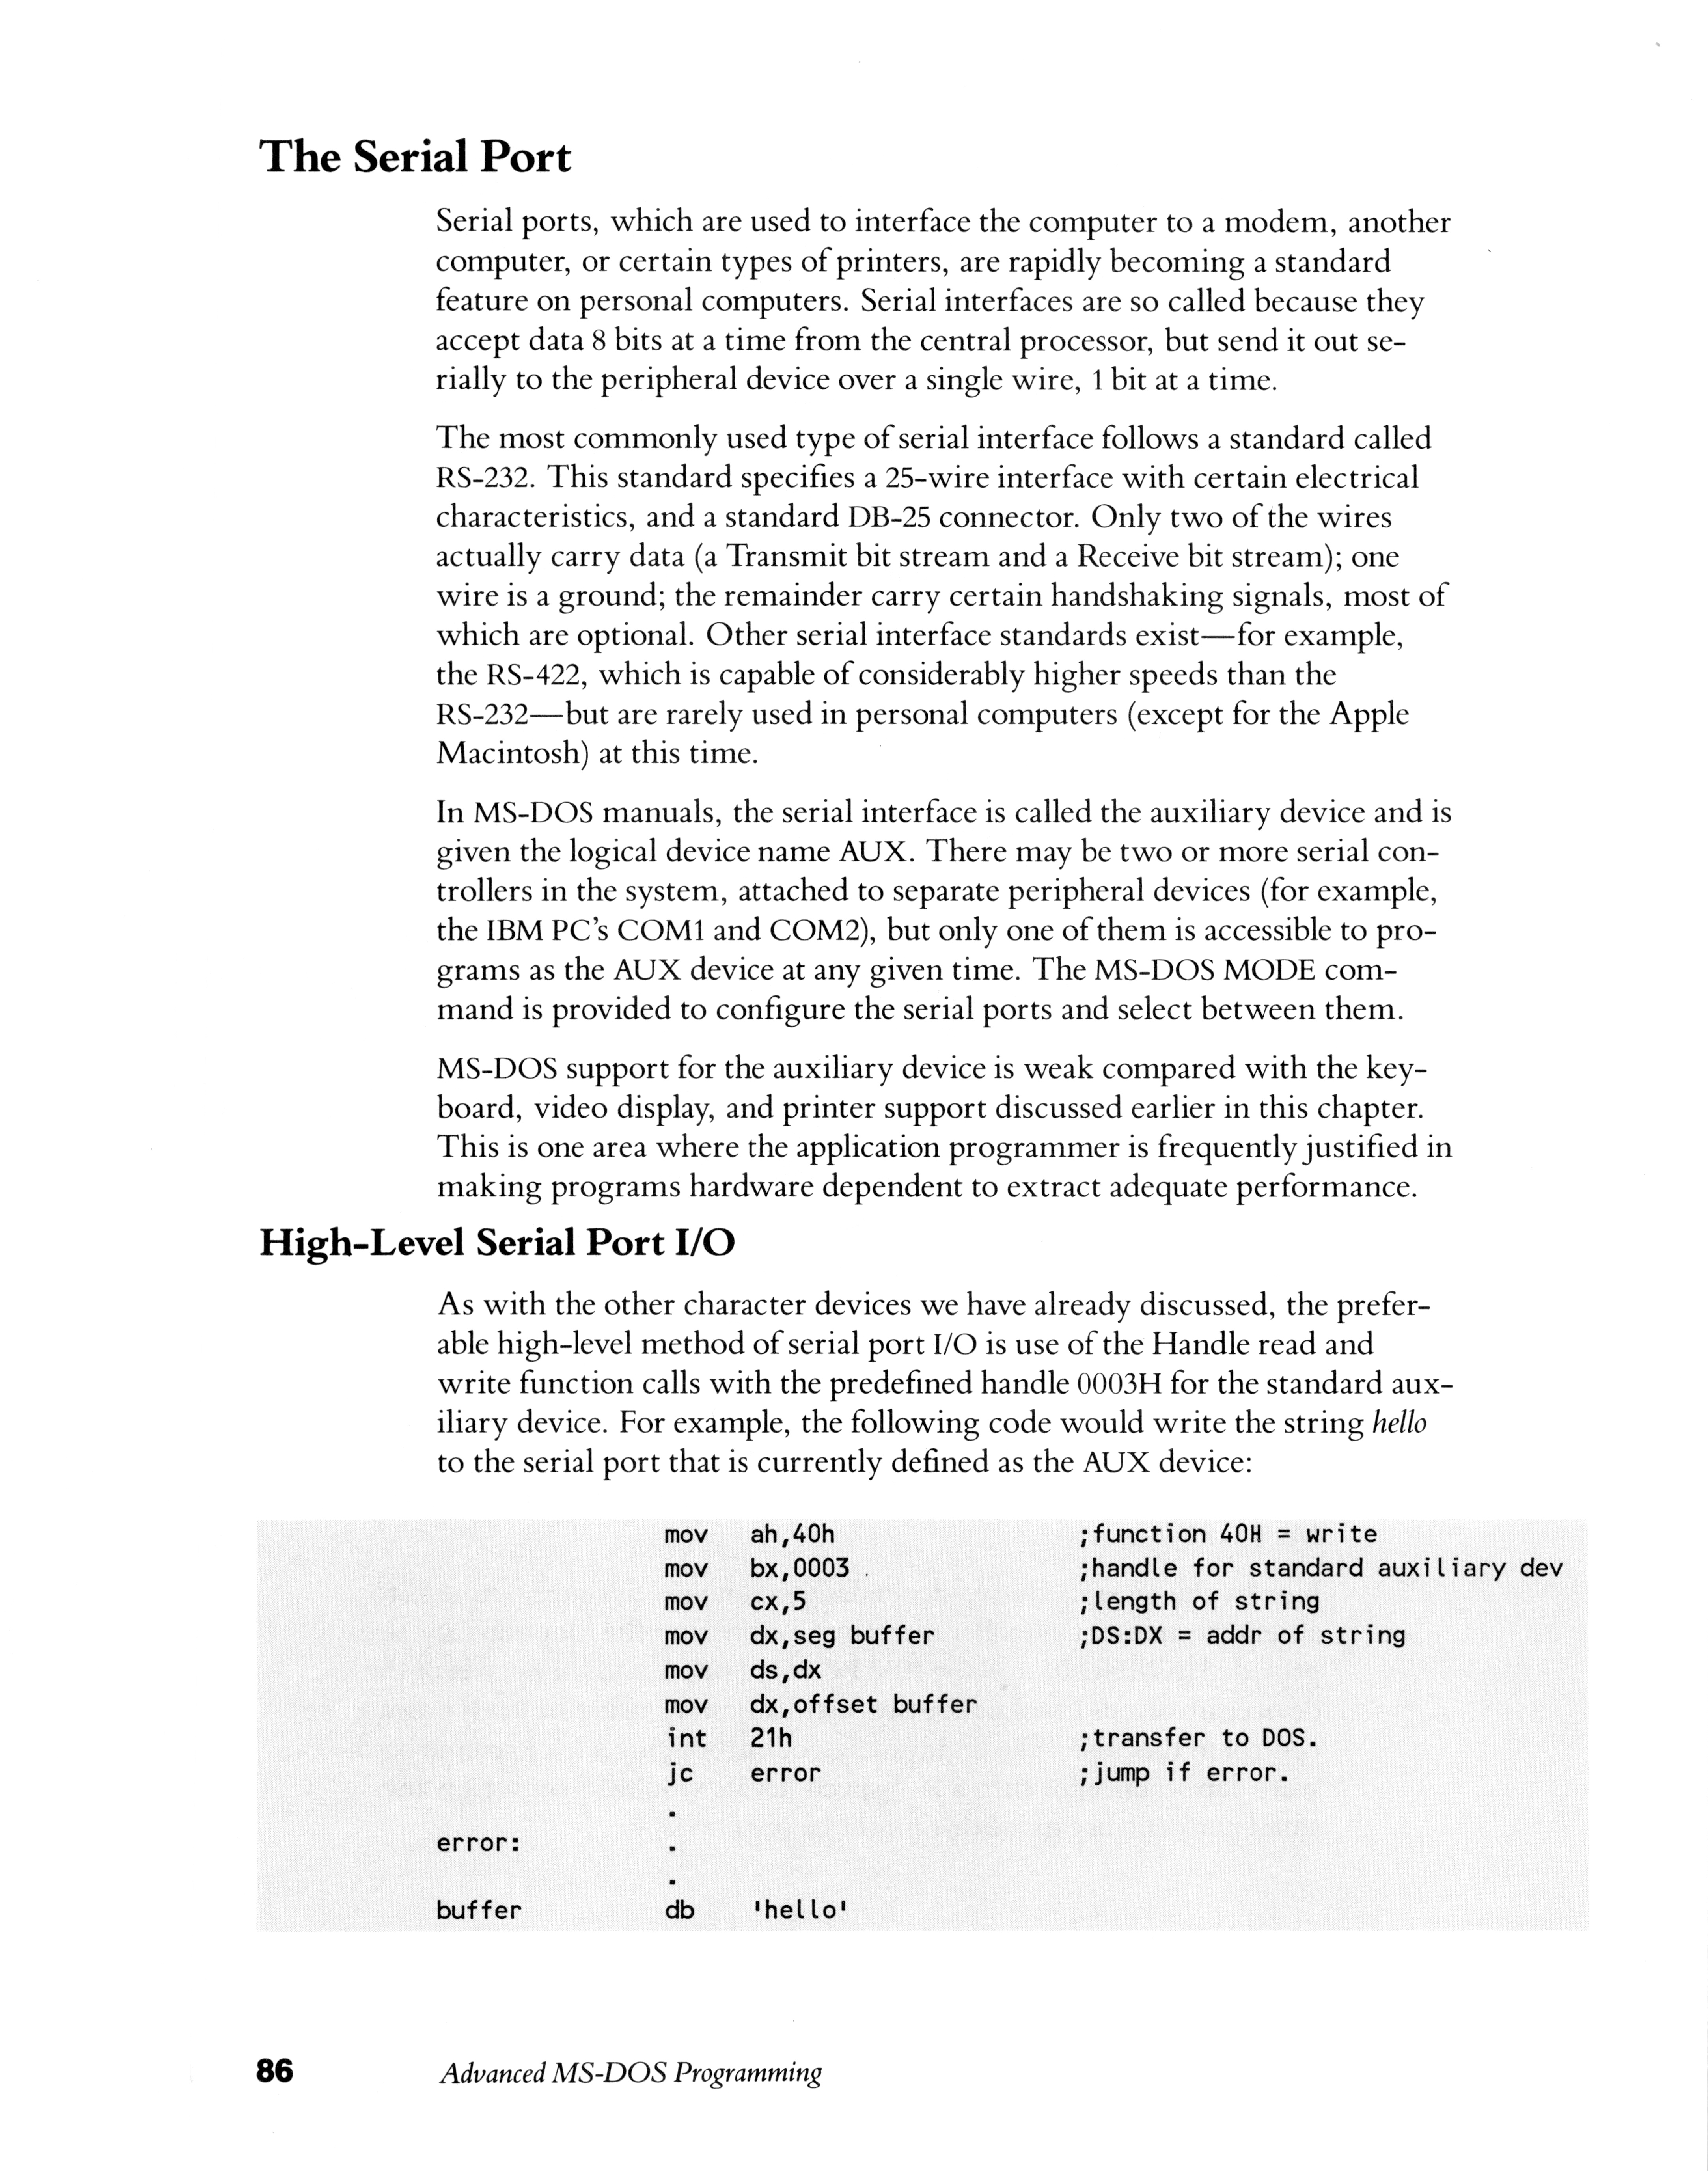 The Serial Port
Serial ports, which are used to interface the computer to a modem, another
computer, or certain types of printers, are rapidly becoming a standard
feature on personal computers. Serial interfaces are so called because they
accept data 8 bits at a time from the central processor, but send it out se-
rially to the peripheral device over a single wire, 1 bit at a time.
The most commonly used type of serial interface follows a standard called
RS-232. This standard specifies a 25-wire interface with certain electrical
characteristics, and a standard DB-25 connector. Only two of the wires
actually carry data (a Transmit bit stream and a Receive bit stream); one
wire is a ground; the remainder carry certain handshaking signals, most of
which are optional. Other serial interface standards exist—for example,
the RS-422, which is capable of considerably higher speeds than the
RS-232—but are rarely used in personal computers (except for the Apple
Macintosh) at this time.
In MS-DOS manuals, the serial interface is called the auxiliary device and is
given the logical device name AUX. There may be two or more serial con-
trollers in the system, attached to separate peripheral devices (for example,
the IBM PC's COM1 and COM2), but only one of them is accessible to pro-
grams as the AUX device at any given time. The MS-DOS MODE com-
mand is provided to configure the serial ports and select between them.
MS-DOS support for the auxiliary device is weak compared with the key-
board, video display, and printer support discussed earlier in this chapter.
This is one area where the application programmer is frequently justified in
making programs hardware dependent to extract adequate performance.
High-Level Serial Port I/O
As with the other character devices we have already discussed, the prefer-
able high-level method of serial port I/O is use of the Handle read and
write function calls with the predefined handle 0003H for the standard aux-
iliary device. For example, the following code would write the string hello
to the serial port that is currently defined as the AUX device:
mov ah,40h ;function 40H = write
mov bx,0003 ;handle for standard auxiliary dev
mov cx,5 ;length of string
mov dx,seg buffer ;DS:DX = addr of string
mov ds,dx
mov dx,offset buffer
int 21h ;transfer to DOS.
jc error ;jump if error.
.
error: .
.
buffer db 'hello'
86 Advanced MS-DOS Programming